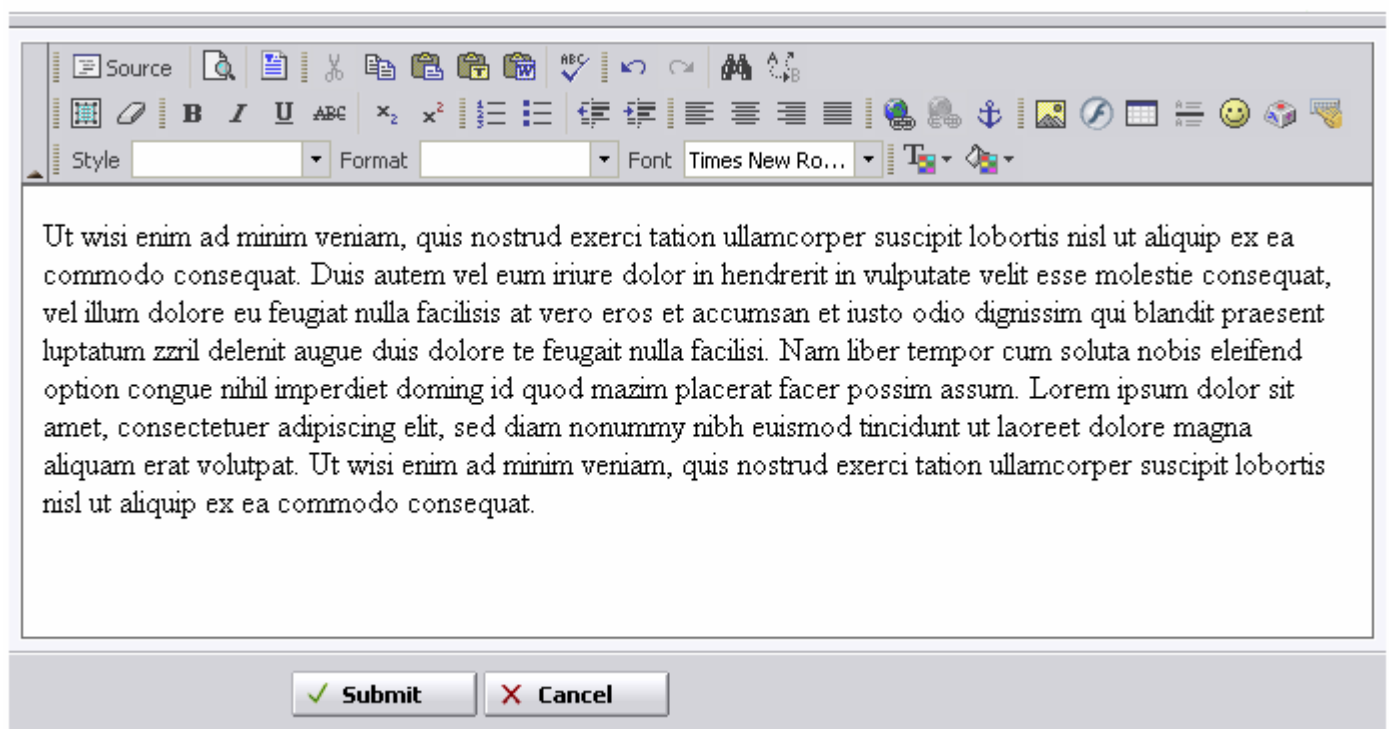 Source
ABC
A B
B I U ABC x₂ x²
Style Format Font Times New Ro...
Ut wisi enim ad minim veniam, quis nostrud exerci tation ullamcorper suscipit lobortis nisl ut aliquip ex ea
commodo consequat. Duis autem vel eum iriure dolor in hendrerit in vulputate velit esse molestie consequat,
vel illum dolore eu feugiat nulla facilisis at vero eros et accumsan et iusto odio dignissim qui blandit praesent
luptatum zzril delenit augue duis dolore te feugait nulla facilisi. Nam liber tempor cum soluta nobis eleifend
option congue nihil imperdiet doming id quod mazim placerat facer possim assum. Lorem ipsum dolor sit
amet, consectetuer adipiscing elit, sed diam nonummy nibh euismod tincidunt ut laoreet dolore magna
aliquam erat volutpat. Ut wisi enim ad minim veniam, quis nostrud exerci tation ullamcorper suscipit lobortis
nisl ut aliquip ex ea commodo consequat.
Submit Cancel